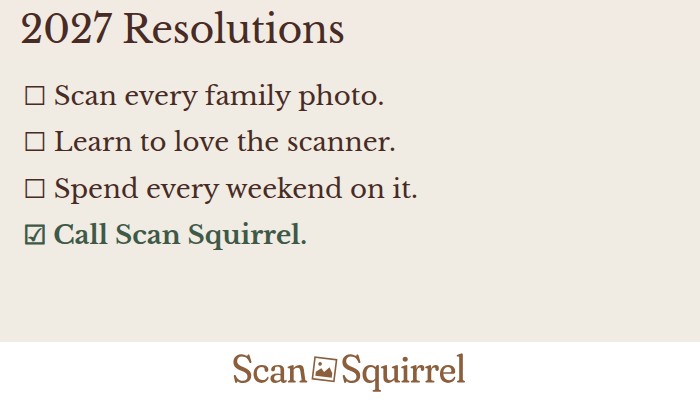 2027 Resolutions
☐ Scan every family photo.
☐ Learn to love the scanner.
☐ Spend every weekend on it.
☑ Call Scan Squirrel.
Scan Squirrel